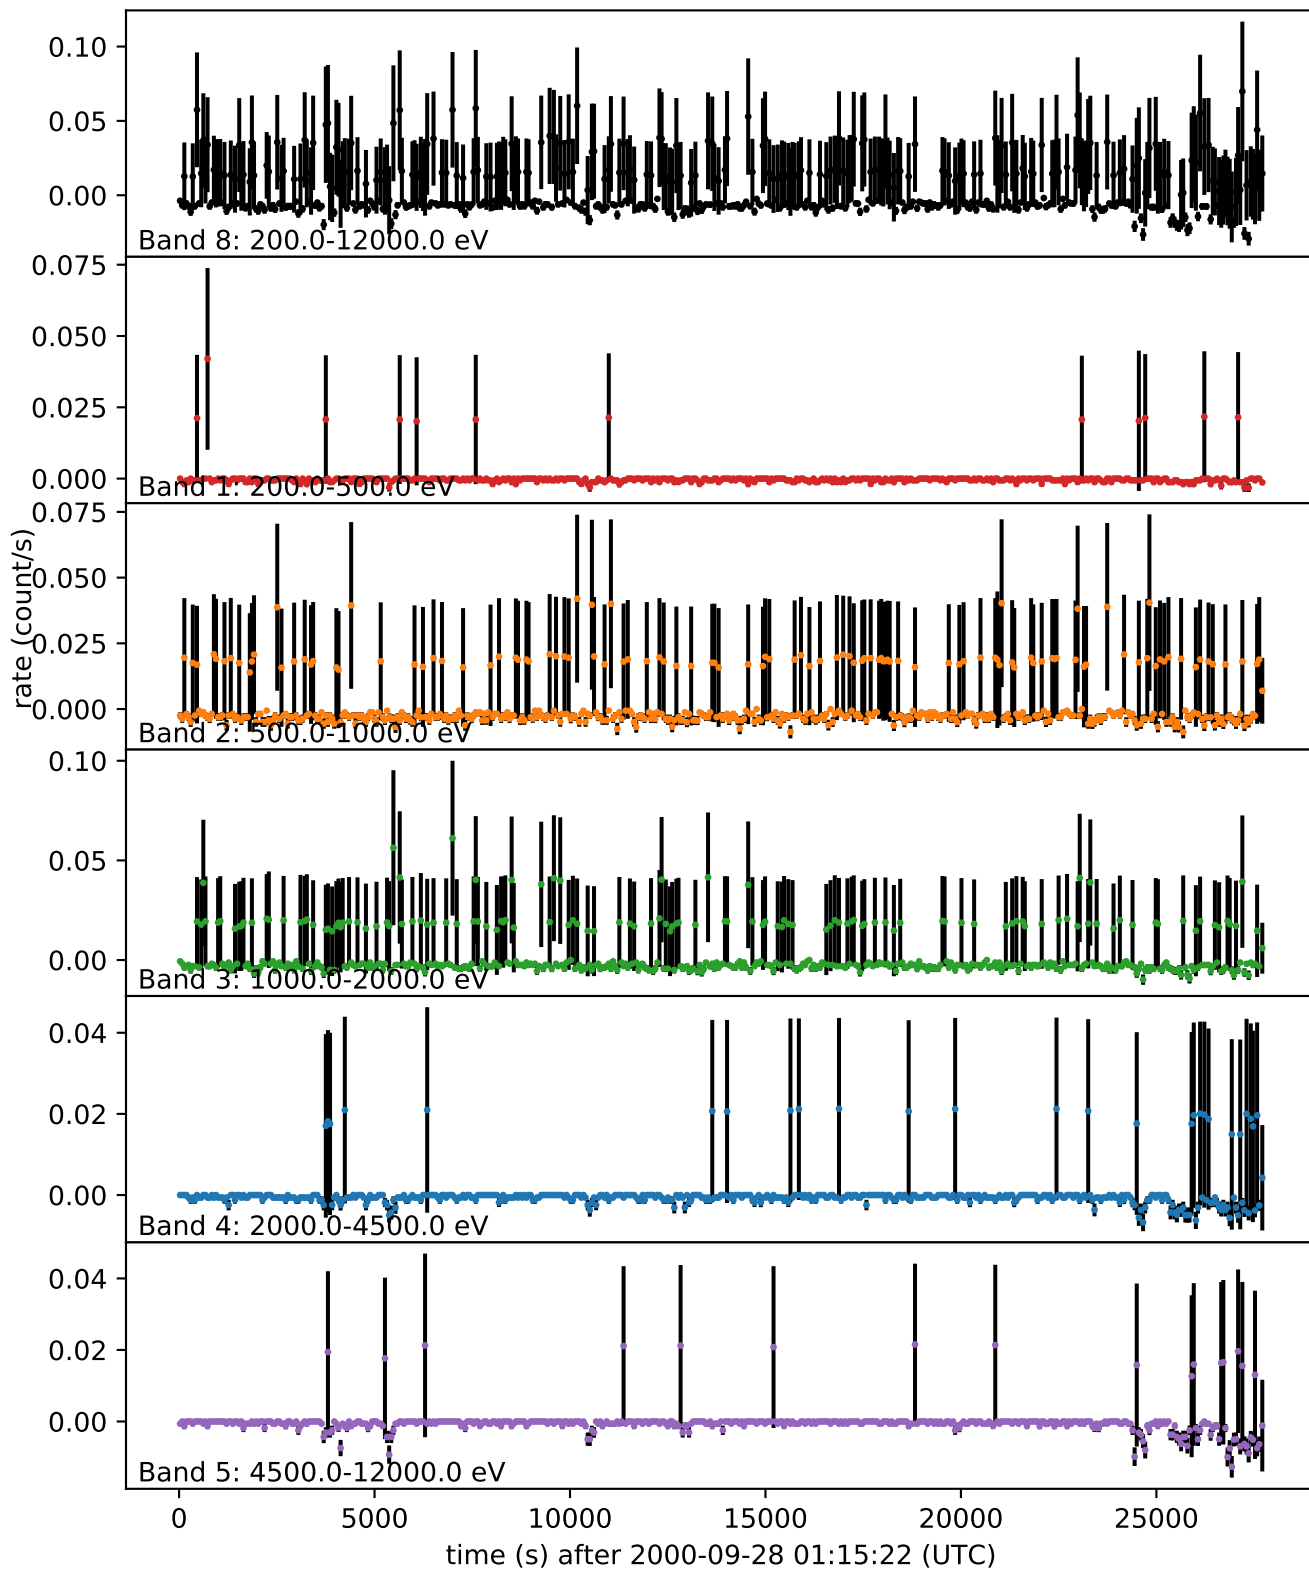 0.10
0.05
0.00
Band 8: 200.0-12000.0 eV
0.075
0.050
0.025
0.000
Band 1: 200.0-500.0 eV
rate (count/s)
0.075
0.050
0.025
0.000
Band 2: 500.0-1000.0 eV
0.10
0.05
0.00
Band 3: 1000.0-2000.0 eV
0.04
0.02
0.00
Band 4: 2000.0-4500.0 eV
0.04
0.02
0.00
Band 5: 4500.0-12000.0 eV
0 5000 10000 15000 20000 25000
time (s) after 2000-09-28 01:15:22 (UTC)